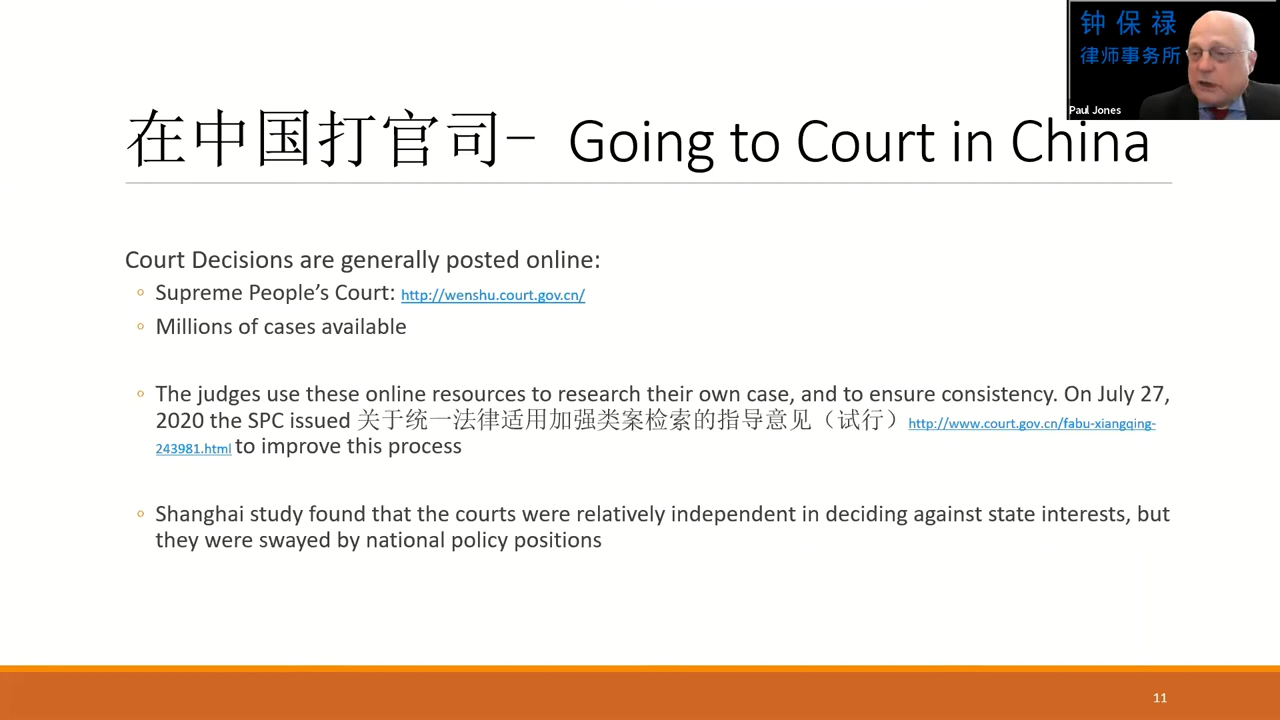 钟保禄
律师事务所
Paul Jones
在中国打官司– Going to Court in China
Court Decisions are generally posted online:
◦ Supreme People’s Court: http://wenshu.court.gov.cn/
◦ Millions of cases available
◦ The judges use these online resources to research their own case, and to ensure consistency. On July 27,
2020 the SPC issued 关于统一法律适用加强类案检索的指导意见（试行）http://www.court.gov.cn/fabu-xiangqing-
243981.html to improve this process
◦ Shanghai study found that the courts were relatively independent in deciding against state interests, but
they were swayed by national policy positions
11